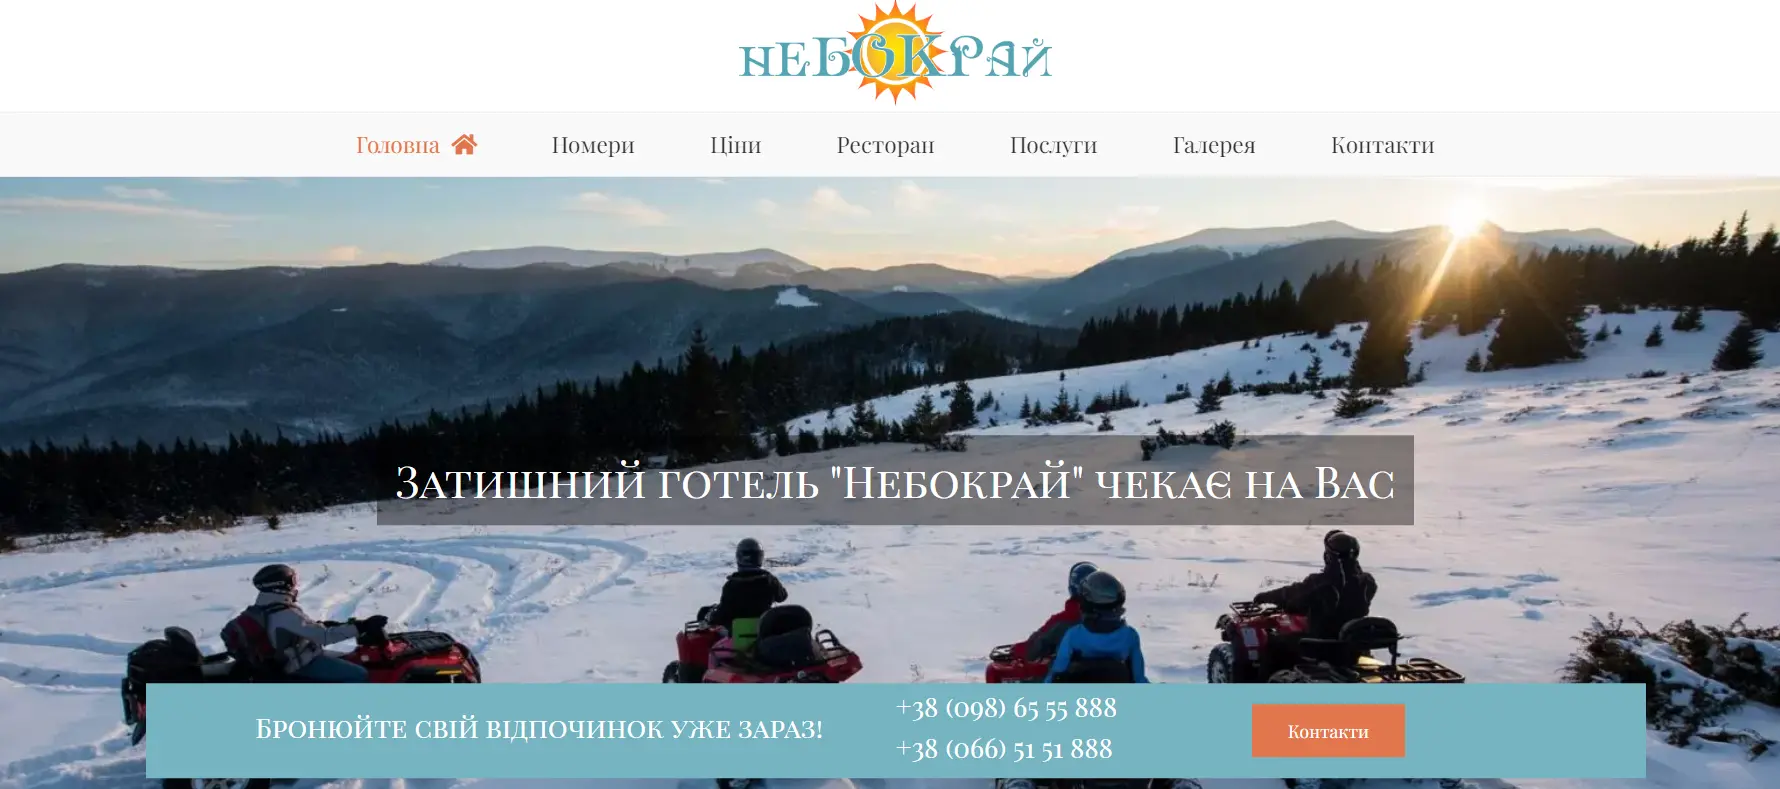 НЕБОКРАЙ
Головна
Номери
Ціни
Ресторан
Послуги
Галерея
Контакти
Затишний готель "Небокрай" чекає на Вас
Бронюйте свій відпочинок уже зараз!
+38 (098) 65 55 888
+38 (066) 51 51 888
Контакти